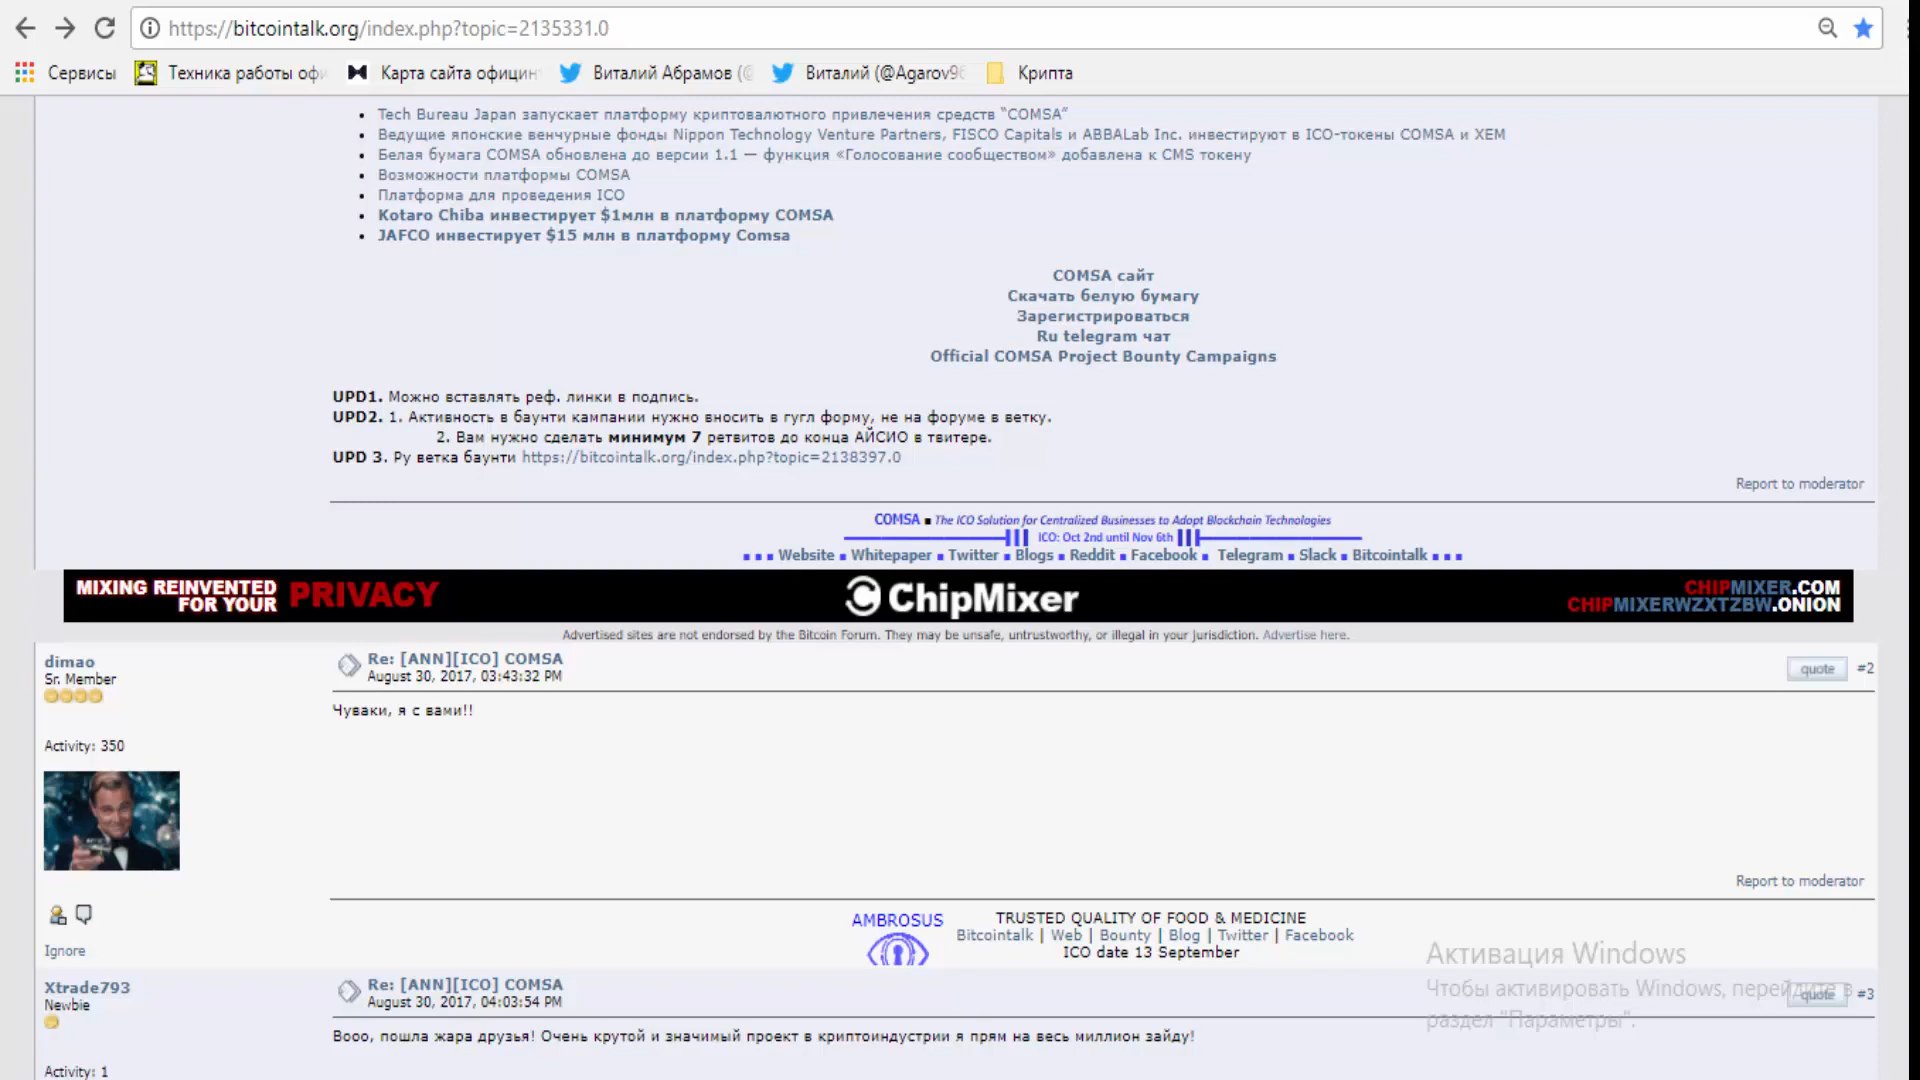 https://bitcointalk.org/index.php?topic=2135331.0
Сервисы Техника работы офи Карта сайта официн Виталий Абрамов (@ Виталий (@Agarov96 Крипта
Tech Bureau Japan запускает платформу криптовалютного привлечения средств “COMSA”
Ведущие японские венчурные фонды Nippon Technology Venture Partners, FISCO Capitals и ABBALab Inc. инвестируют в ICO-токены COMSA и XEM
Белая бумага COMSA обновлена до версии 1.1 — функция «Голосование сообществом» добавлена к CMS токену
Возможности платформы COMSA
Платформа для проведения ICO
Kotaro Chiba инвестирует $1млн в платформу COMSA
JAFCO инвестирует $15 млн в платформу Comsa
COMSA сайт
Скачать белую бумагу
Зарегистрироваться
Ru telegram чат
Official COMSA Project Bounty Campaigns
UPD1. Можно вставлять реф. линки в подпись.
UPD2. 1. Активность в баунти кампании нужно вносить в гугл форму, не на форуме в ветку.
2. Вам нужно сделать минимум 7 ретвитов до конца АЙСИО в твитере.
UPD 3. Ру ветка баунти https://bitcointalk.org/index.php?topic=2138397.0
Report to moderator
COMSA ■ The ICO Solution for Centralized Businesses to Adopt Blockchain Technologies
ICO: Oct 2nd until Nov 6th
Website ▪ Whitepaper ▪ Twitter ▪ Blogs ▪ Reddit ▪ Facebook ▪ Telegram ▪ Slack ▪ Bitcointalk
MIXING REINVENTED FOR YOUR PRIVACY ChipMixer CHIPMIXER.COM
CHIPMIXERWZXTZBW.ONION
Advertised sites are not endorsed by the Bitcoin Forum. They may be unsafe, untrustworthy, or illegal in your jurisdiction. Advertise here.
dimao Re: [ANN][ICO] COMSA quote #2
Sr. Member August 30, 2017, 03:43:32 PM
Чуваки, я с вами!!
Activity: 350
Report to moderator
AMBROSUS TRUSTED QUALITY OF FOOD & MEDICINE
Bitcointalk | Web | Bounty | Blog | Twitter | Facebook
Ignore ICO date 13 September
Активация Windows
Чтобы активировать Windows, перейдите в
раздел "Параметры".
Xtrade793 Re: [ANN][ICO] COMSA quote #3
Newbie August 30, 2017, 04:03:54 PM
Вооо, пошла жара друзья! Очень крутой и значимый проект в криптоиндустрии я прям на весь миллион зайду!
Activity: 1